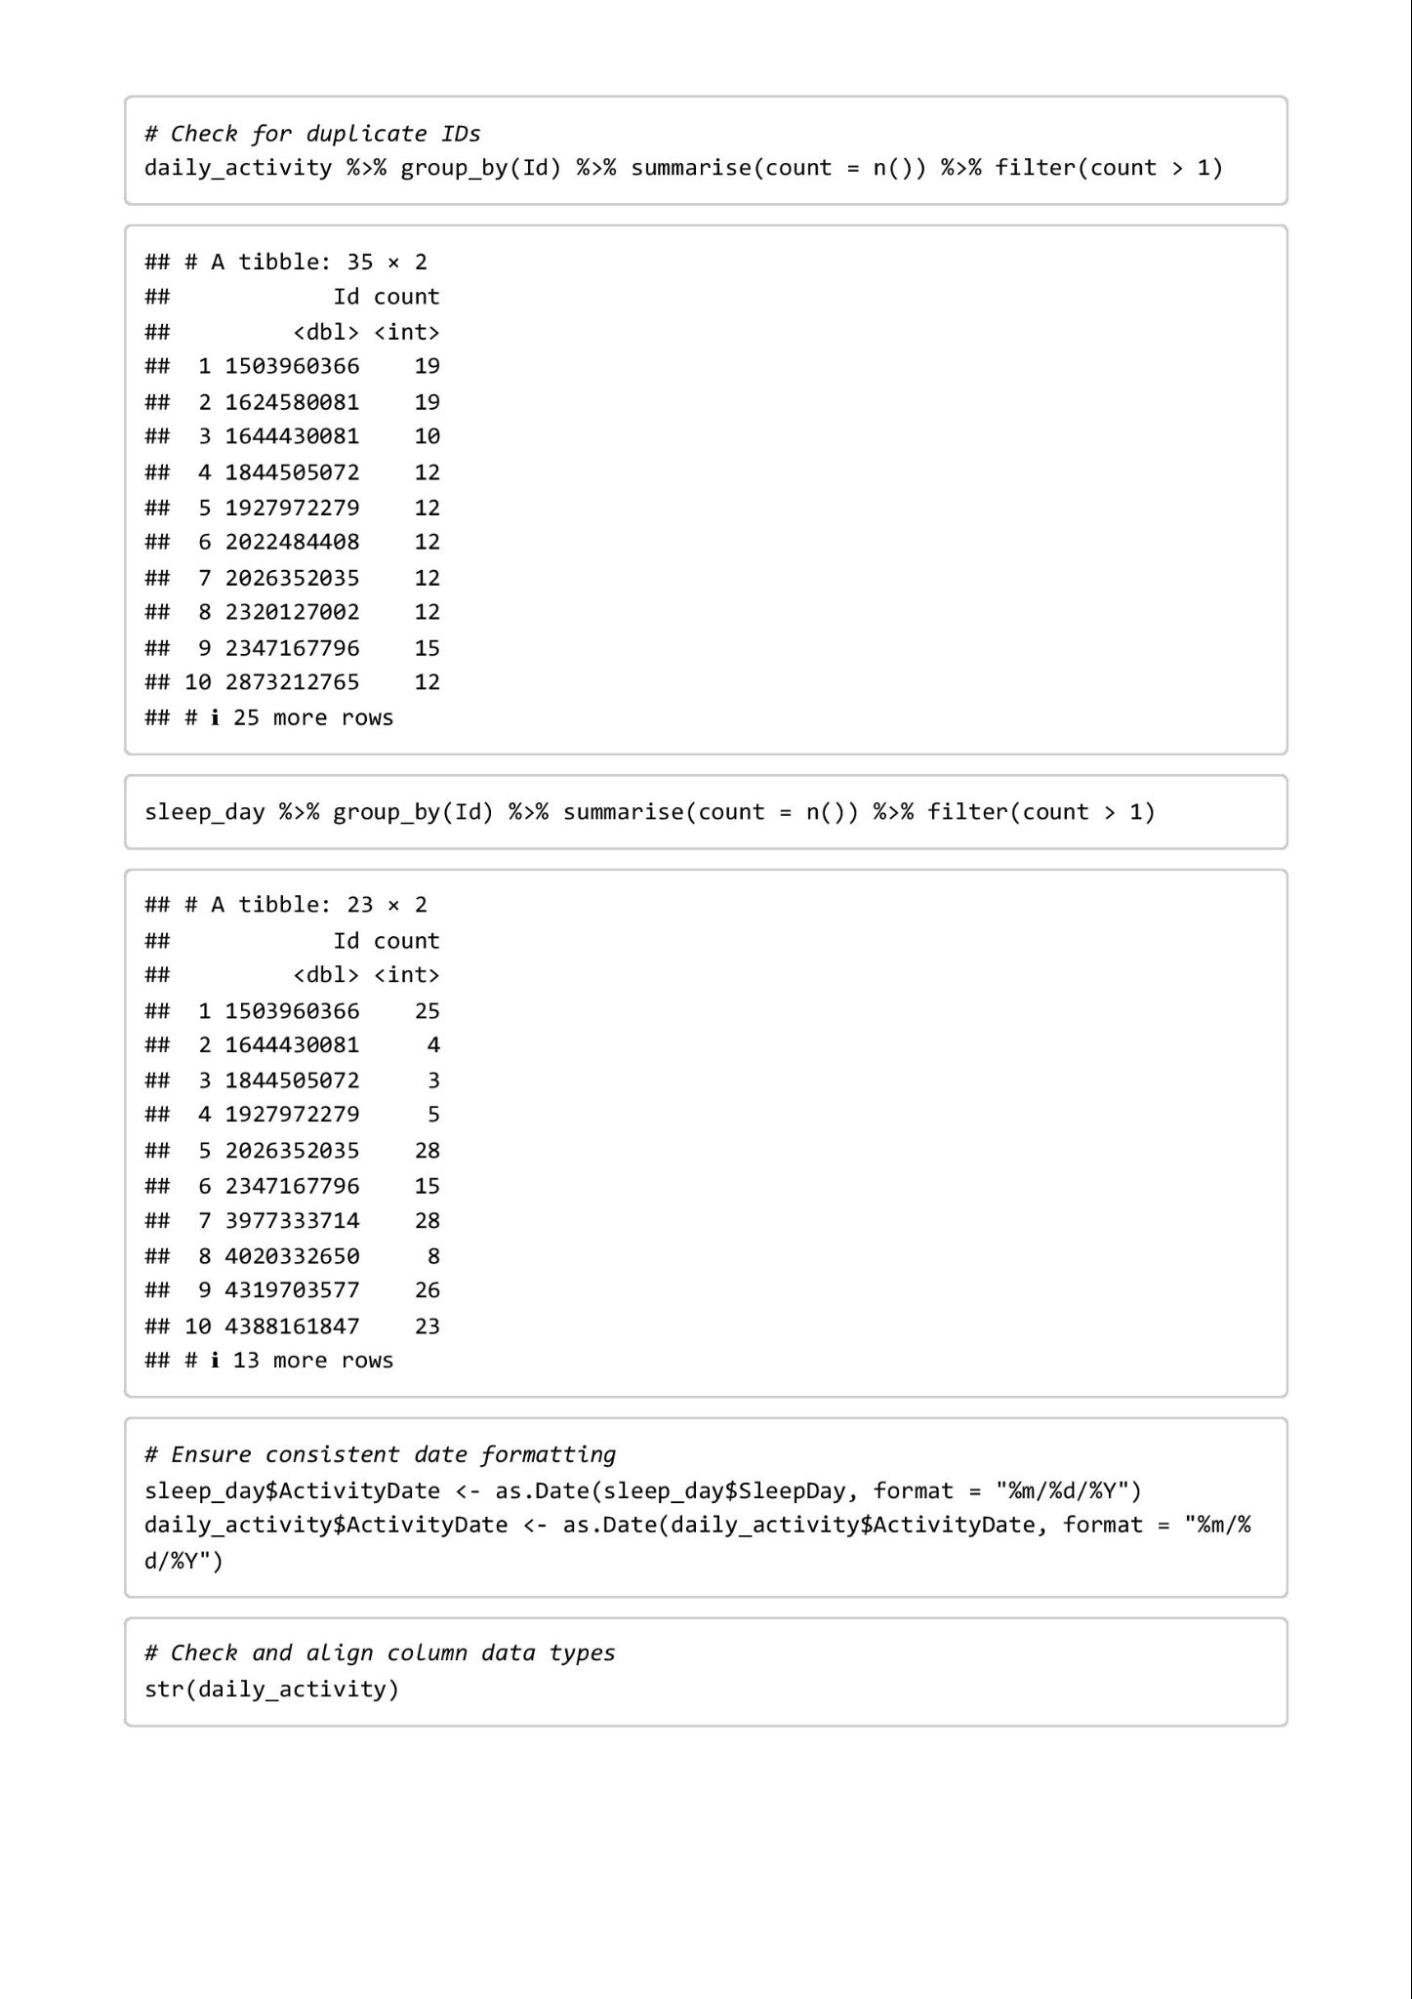 # Check for duplicate IDs
daily_activity %>% group_by(Id) %>% summarise(count = n()) %>% filter(count > 1)
## # A tibble: 35 × 2
##            Id count
##         <dbl> <int>
##  1 1503960366    19
##  2 1624580081    19
##  3 1644430081    10
##  4 1844505072    12
##  5 1927972279    12
##  6 2022484408    12
##  7 2026352035    12
##  8 2320127002    12
##  9 2347167796    15
## 10 2873212765    12
## # ℹ 25 more rows
sleep_day %>% group_by(Id) %>% summarise(count = n()) %>% filter(count > 1)
## # A tibble: 23 × 2
##            Id count
##         <dbl> <int>
##  1 1503960366    25
##  2 1644430081     4
##  3 1844505072     3
##  4 1927972279     5
##  5 2026352035    28
##  6 2347167796    15
##  7 3977333714    28
##  8 4020332650     8
##  9 4319703577    26
## 10 4388161847    23
## # ℹ 13 more rows
# Ensure consistent date formatting
sleep_day$ActivityDate <- as.Date(sleep_day$SleepDay, format = "%m/%d/%Y")
daily_activity$ActivityDate <- as.Date(daily_activity$ActivityDate, format = "%m/%
d/%Y")
# Check and align column data types
str(daily_activity)